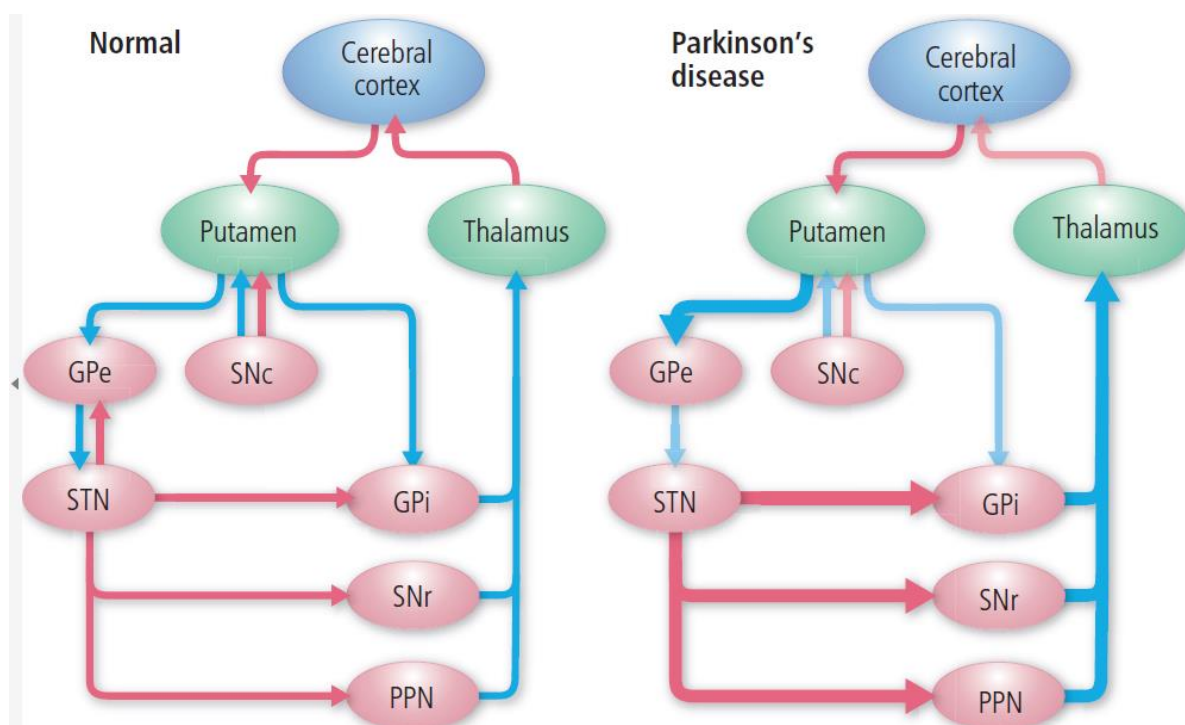 Normal
Cerebral
cortex
Putamen
Thalamus
GPe
SNc
STN
GPi
SNr
PPN
Parkinson's
disease
Cerebral
cortex
Putamen
Thalamus
GPe
SNc
STN
GPi
SNr
PPN